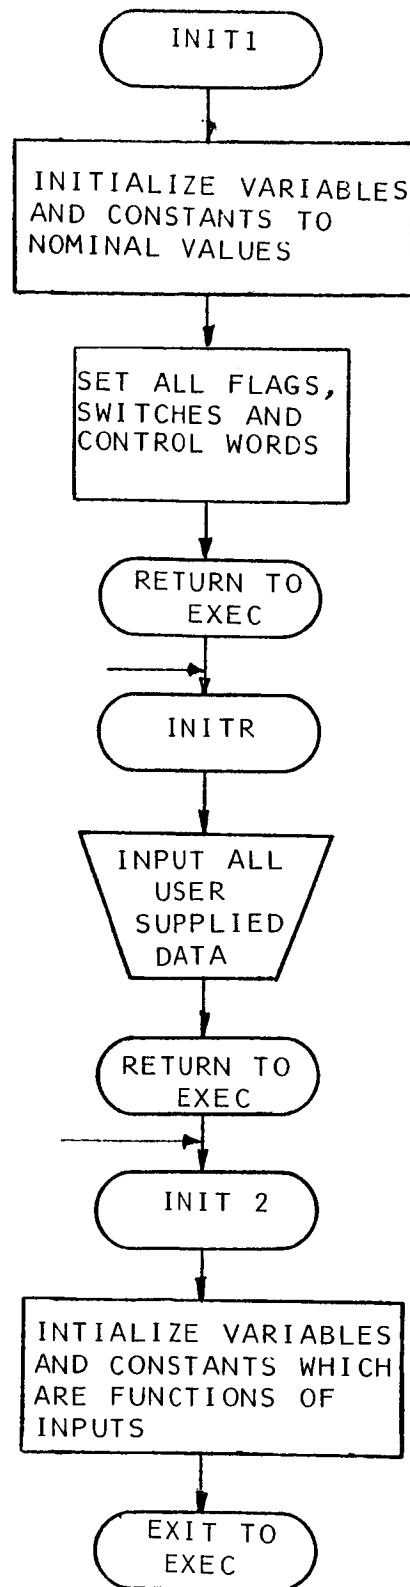 INIT1
INITIALIZE VARIABLES
AND CONSTANTS TO
NOMINAL VALUES
SET ALL FLAGS,
SWITCHES AND
CONTROL WORDS
RETURN TO
EXEC
INITR
INPUT ALL
USER
SUPPLIED
DATA
RETURN TO
EXEC
INIT 2
INTIALIZE VARIABLES
AND CONSTANTS WHICH
ARE FUNCTIONS OF
INPUTS
EXIT TO
EXEC